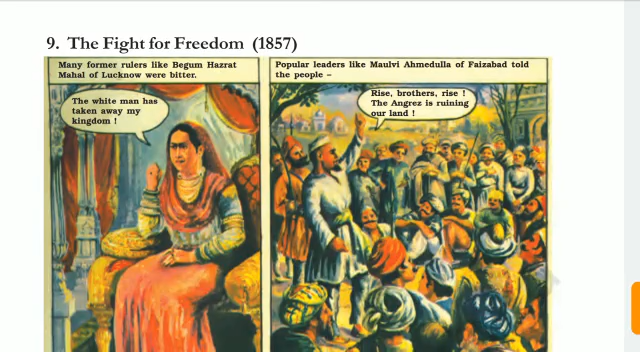 9. The Fight for Freedom (1857)
Many former rulers like Begum Hazrat
Mahal of Lucknow were bitter.
The white man has
taken away my
kingdom !
Popular leaders like Maulvi Ahmedulla of Faizabad told
the people –
Rise, brothers, rise !
The Angrez is ruining
our land !